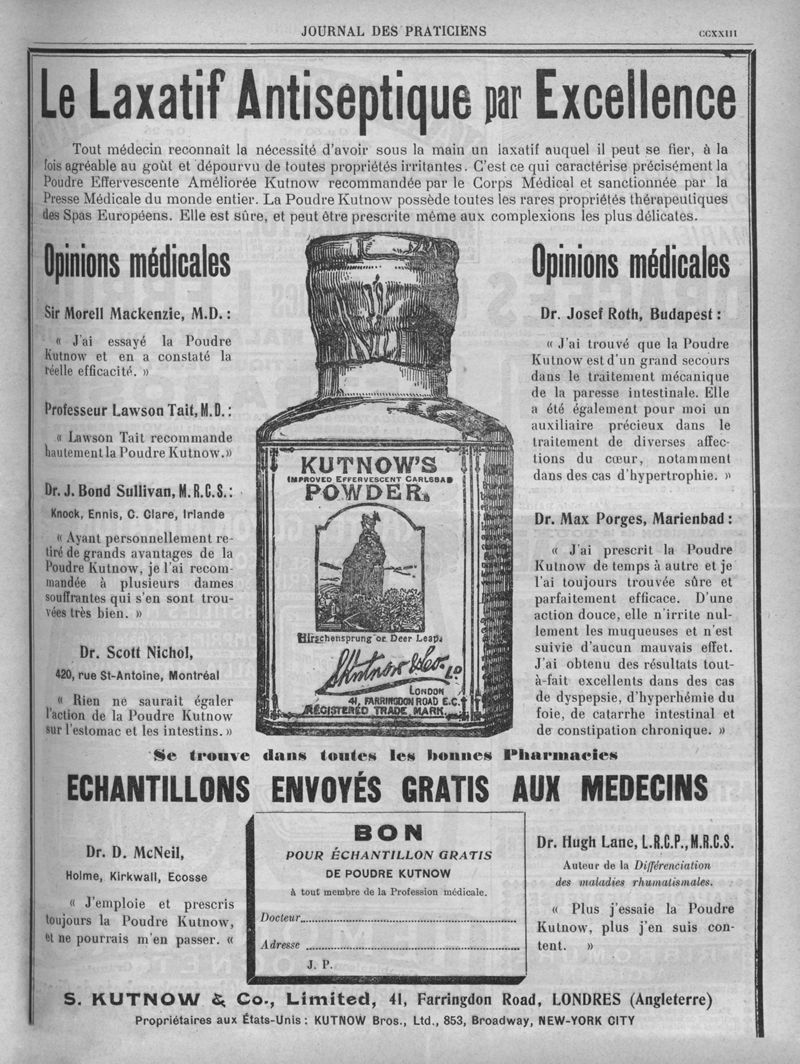 JOURNAL DES PRATICIENS
CCXXIII
Le Laxatif Antiseptique par Excellence
Tout médecin reconnaît la nécessité d'avoir sous la main un laxatif auquel il peut se fier, à la
fois agréable au goût et dépourvu de toutes propriétés irritantes. C'est ce qui caractérise précisément la
Poudre Effervescente Améliorée Kutnow recommandée par le Corps Médical et sanctionnée par la
Presse Médicale du monde entier. La Poudre Kutnow possède toutes les rares propriétés thérapeutiques
des Spas Européens. Elle est sûre, et peut être prescrite même aux complexions les plus délicates.
Opinions médicales
Sir Morell Mackenzie, M.D. :
« J'ai essayé la Poudre
Kutnow et en a constaté la
réelle efficacité. »
Professeur Lawson Tait, M.D. :
« Lawson Tait recommande
hautement la Poudre Kutnow. »
Dr. J. Bond Sullivan, M.R.C.S. :
Knock, Ennis, C. Clare, Irlande
« Ayant personnellement re-
tiré de grands avantages de la
Poudre Kutnow, je l'ai recom-
mandée à plusieurs dames
souffrantes qui s'en sont trou-
vées très bien. »
Dr. Scott Nichol,
420, rue St-Antoine, Montréal
« Rien ne saurait égaler
l'action de la Poudre Kutnow
sur l'estomac et les intestins. »
KUTNOW'S
IMPROVED EFFERVESCENT CARLSBAD
POWDER.
Hirschensprung or Deer Leap.
S. Kutnow & Co. LD
LONDON
41, FARRINGDON ROAD E.C.
REGISTERED TRADE MARK.
Opinions médicales
Dr. Josef Roth, Budapest :
« J'ai trouvé que la Poudre
Kutnow est d'un grand secours
dans le traitement mécanique
de la paresse intestinale. Elle
a été également pour moi un
auxiliaire précieux dans le
traitement de diverses affec-
tions du cœur, notamment
dans des cas d'hypertrophie. »
Dr. Max Porges, Marienbad :
« J'ai prescrit la Poudre
Kutnow de temps à autre et je
l'ai toujours trouvée sûre et
parfaitement efficace. D'une
action douce, elle n'irrite nul-
lement les muqueuses et n'est
suivie d'aucun mauvais effet.
J'ai obtenu des résultats tout-
à-fait excellents dans des cas
de dyspepsie, d'hyperhémie du
foie, de catarrhe intestinal et
de constipation chronique. »
Se trouve dans toutes les bonnes Pharmacies
ECHANTILLONS ENVOYÉS GRATIS AUX MEDECINS
Dr. D. McNeil,
Holme, Kirkwall, Ecosse
« J'emploie et prescris
toujours la Poudre Kutnow,
et ne pourrais m'en passer. «
BON
POUR ÉCHANTILLON GRATIS
DE POUDRE KUTNOW
à tout membre de la Profession médicale.
Docteur
Adresse
J. P.
Dr. Hugh Lane, L.R.C.P., M.R.C.S.
Auteur de la Différenciation
des maladies rhumatismales.
« Plus j'essaie la Poudre
Kutnow, plus j'en suis con-
tent. »
S. KUTNOW & Co., Limited, 41, Farringdon Road, LONDRES (Angleterre)
Propriétaires aux États-Unis : KUTNOW Bros., Ltd., 853, Broadway, NEW-YORK CITY